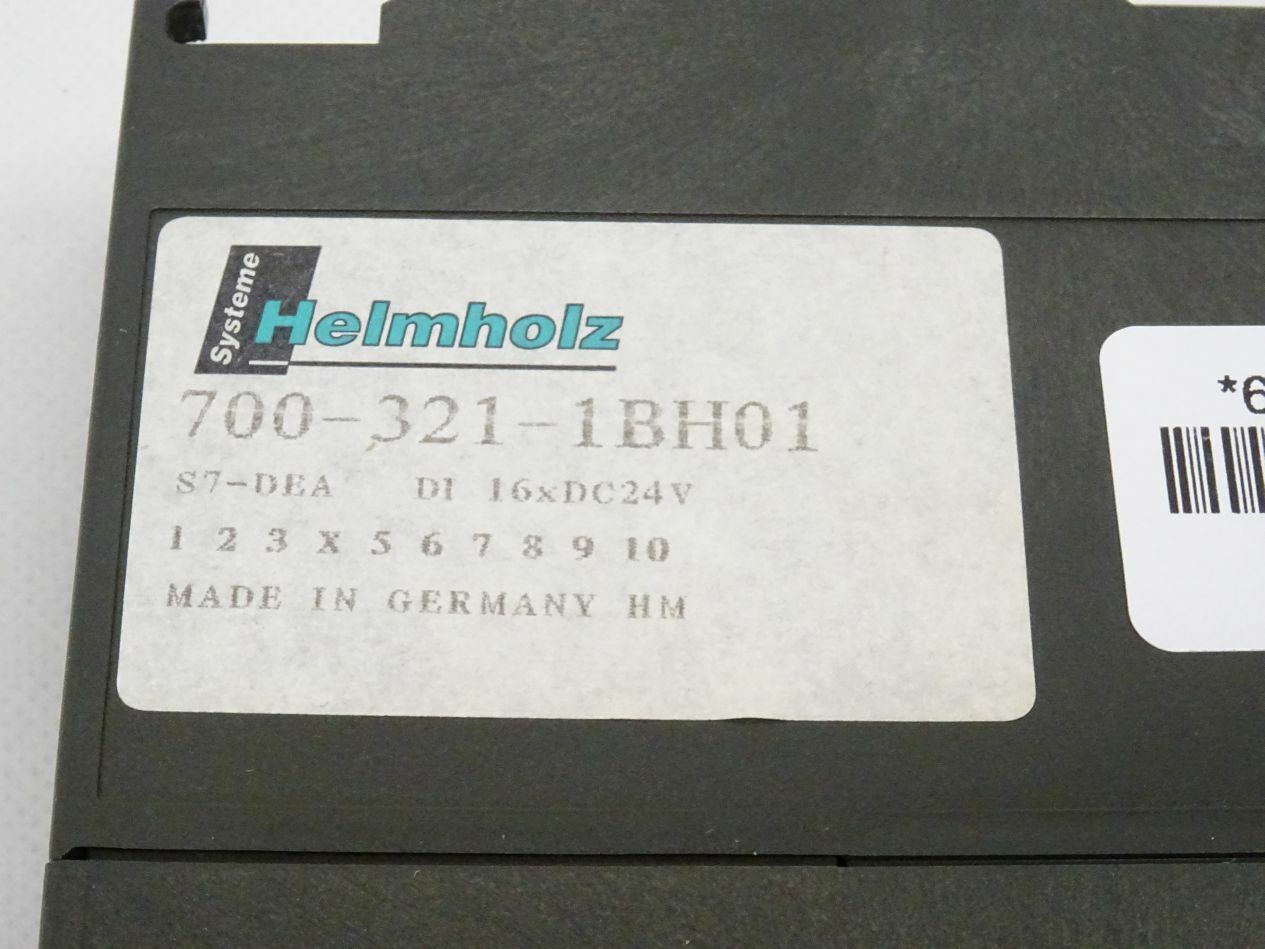 Systeme
Helmholz
700-321-1BH01
S7-DEA DI 16xDC24V
1 2 3 X 5 6 7 8 9 10
MADE IN GERMANY HM
*6